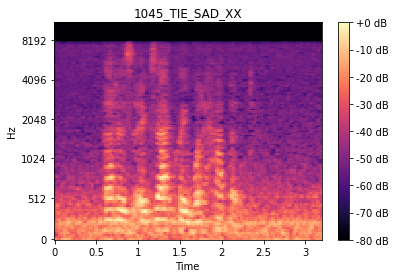 1045_TIE_SAD_XX
+0 dB
8192
-10 dB
4096
-20 dB
-30 dB
2048
Hz
-40 dB
1024
-50 dB
512
-60 dB
-70 dB
0
-80 dB
0 0.5 1 1.5 2 2.5 3
Time